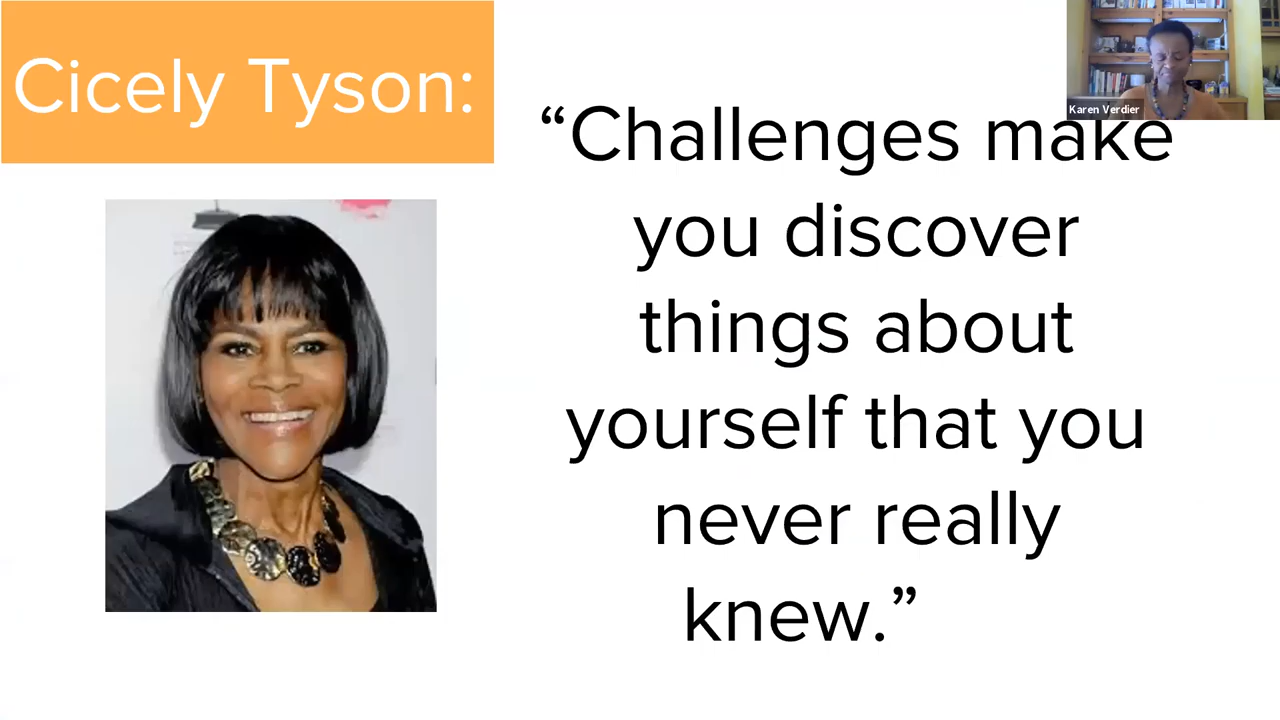 Cicely Tyson:
Karen Verdier
“Challenges make
you discover
things about
yourself that you
never really
knew.”